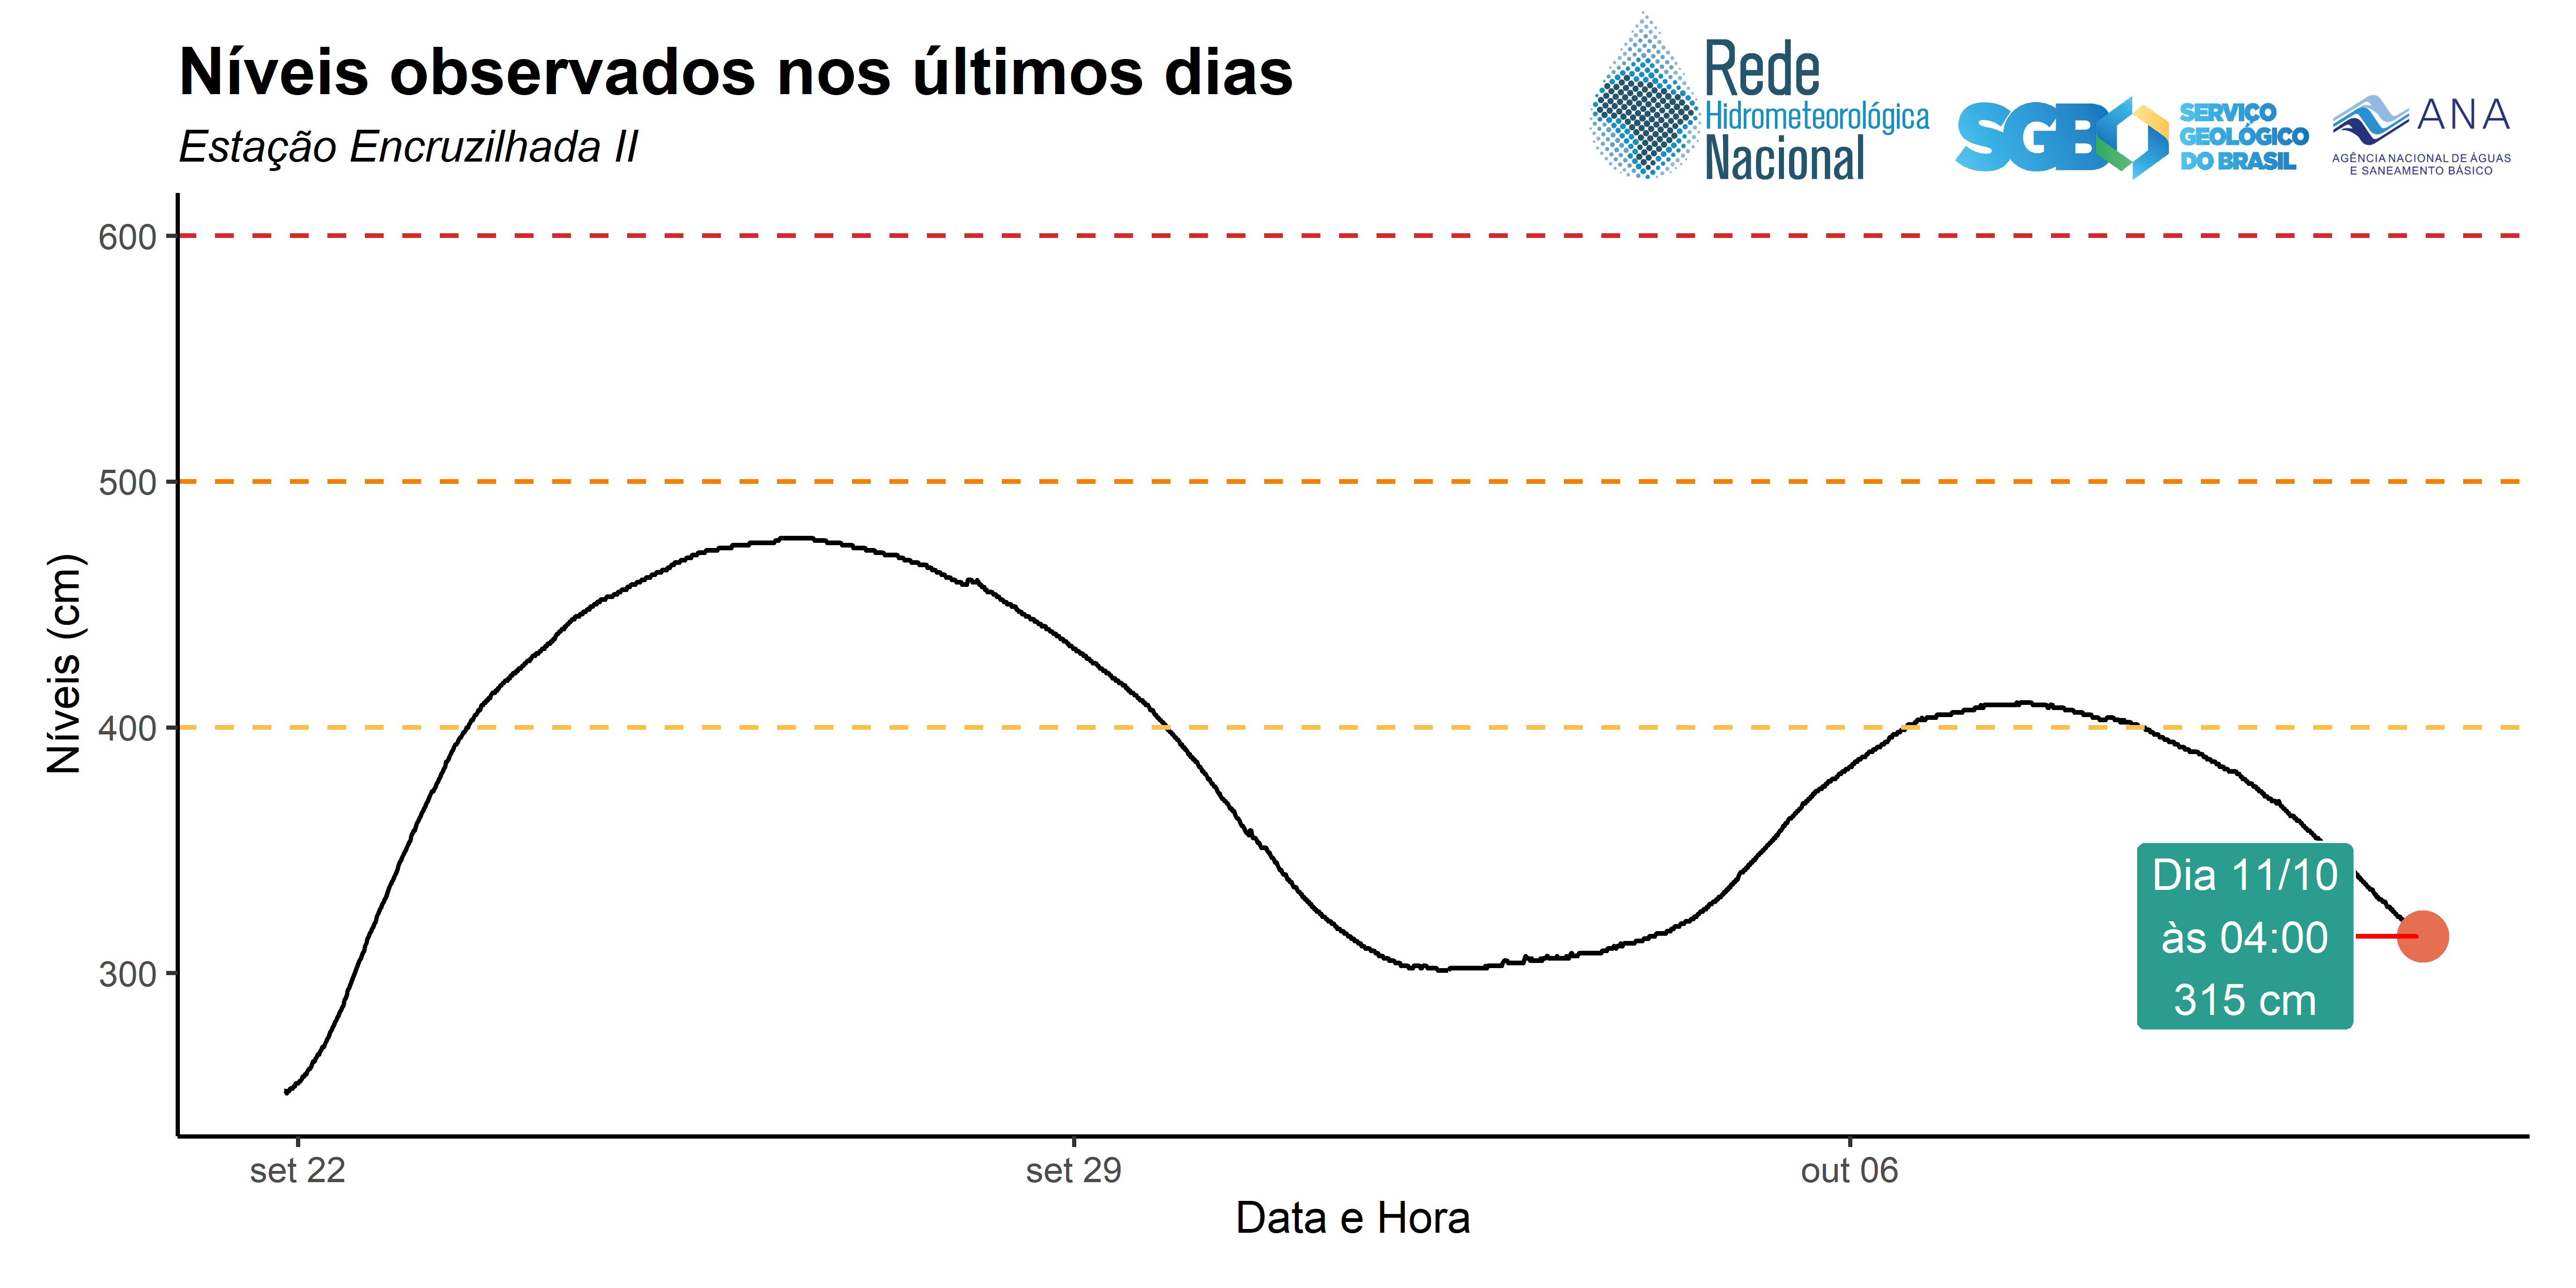 Níveis observados nos últimos dias
Estação Encruzilhada II
Rede
Hidrometeorológica
Nacional
SGB
SERVIÇO
GEOLÓGICO
DO BRASIL
ANA
AGÊNCIA NACIONAL DE ÁGUAS
E SANEAMENTO BÁSICO
Níveis (cm)
600
500
400
300
Dia 11/10
às 04:00
315 cm
set 22
set 29
out 06
Data e Hora